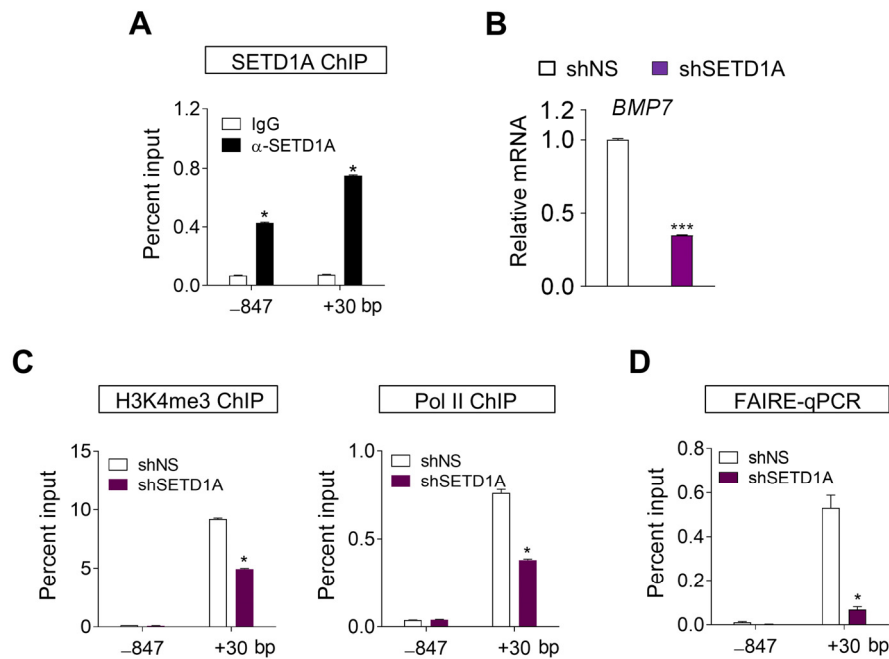 A
SETD1A ChIP
Percent input
1.2
0.8
0.4
0.0
IgG
α-SETD1A
*
*
–847
+30 bp
B
shNS
shSETD1A
BMP7
Relative mRNA
1.0
0.5
0.0
***
C
H3K4me3 ChIP
Percent input
15
10
5
0
shNS
shSETD1A
*
–847
+30 bp
Pol II ChIP
Percent input
1.0
0.5
0.0
shNS
shSETD1A
*
–847
+30 bp
D
FAIRE-qPCR
Percent input
0.8
0.6
0.4
0.2
0.0
shNS
shSETD1A
*
–847
+30 bp